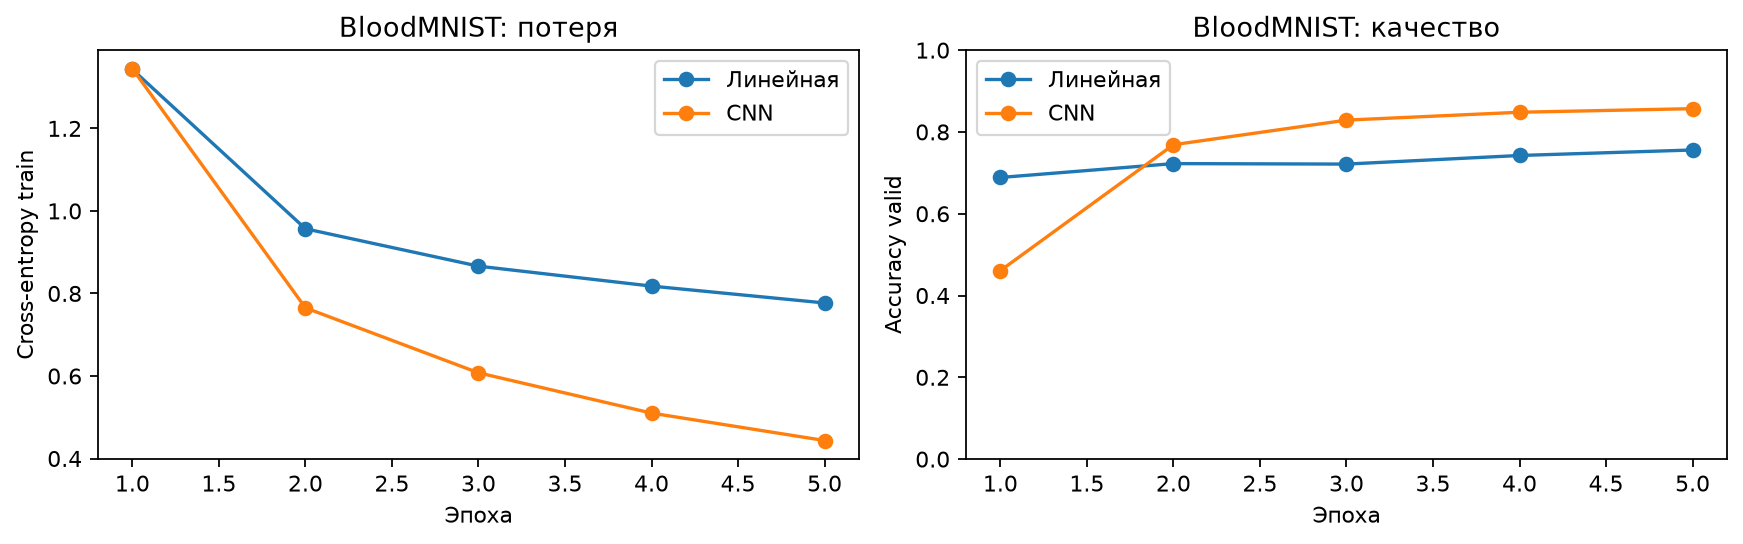 BloodMNIST: потеря
Cross-entropy train
1.2
1.0
0.8
0.6
0.4
Линейная
CNN
1.0 1.5 2.0 2.5 3.0 3.5 4.0 4.5 5.0
Эпоха
BloodMNIST: качество
Accuracy valid
1.0
0.8
0.6
0.4
0.2
0.0
Линейная
CNN
1.0 1.5 2.0 2.5 3.0 3.5 4.0 4.5 5.0
Эпоха